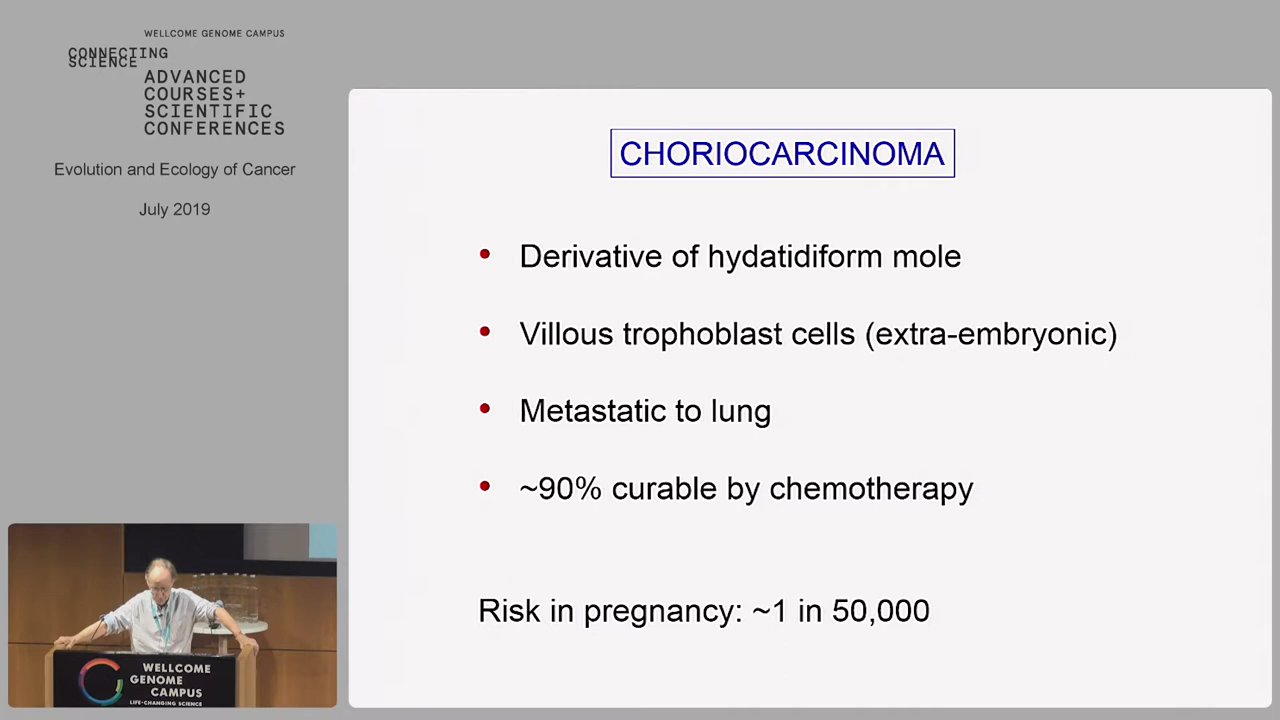 WELLCOME GENOME CAMPUS
CONNECTING
SCIENCE
ADVANCED
COURSES+
SCIENTIFIC
CONFERENCES
Evolution and Ecology of Cancer
July 2019
CHORIOCARCINOMA
• Derivative of hydatidiform mole
• Villous trophoblast cells (extra-embryonic)
• Metastatic to lung
• ~90% curable by chemotherapy
Risk in pregnancy: ~1 in 50,000
WELLCOME
GENOME
CAMPUS
LIFE-CHANGING SCIENCE